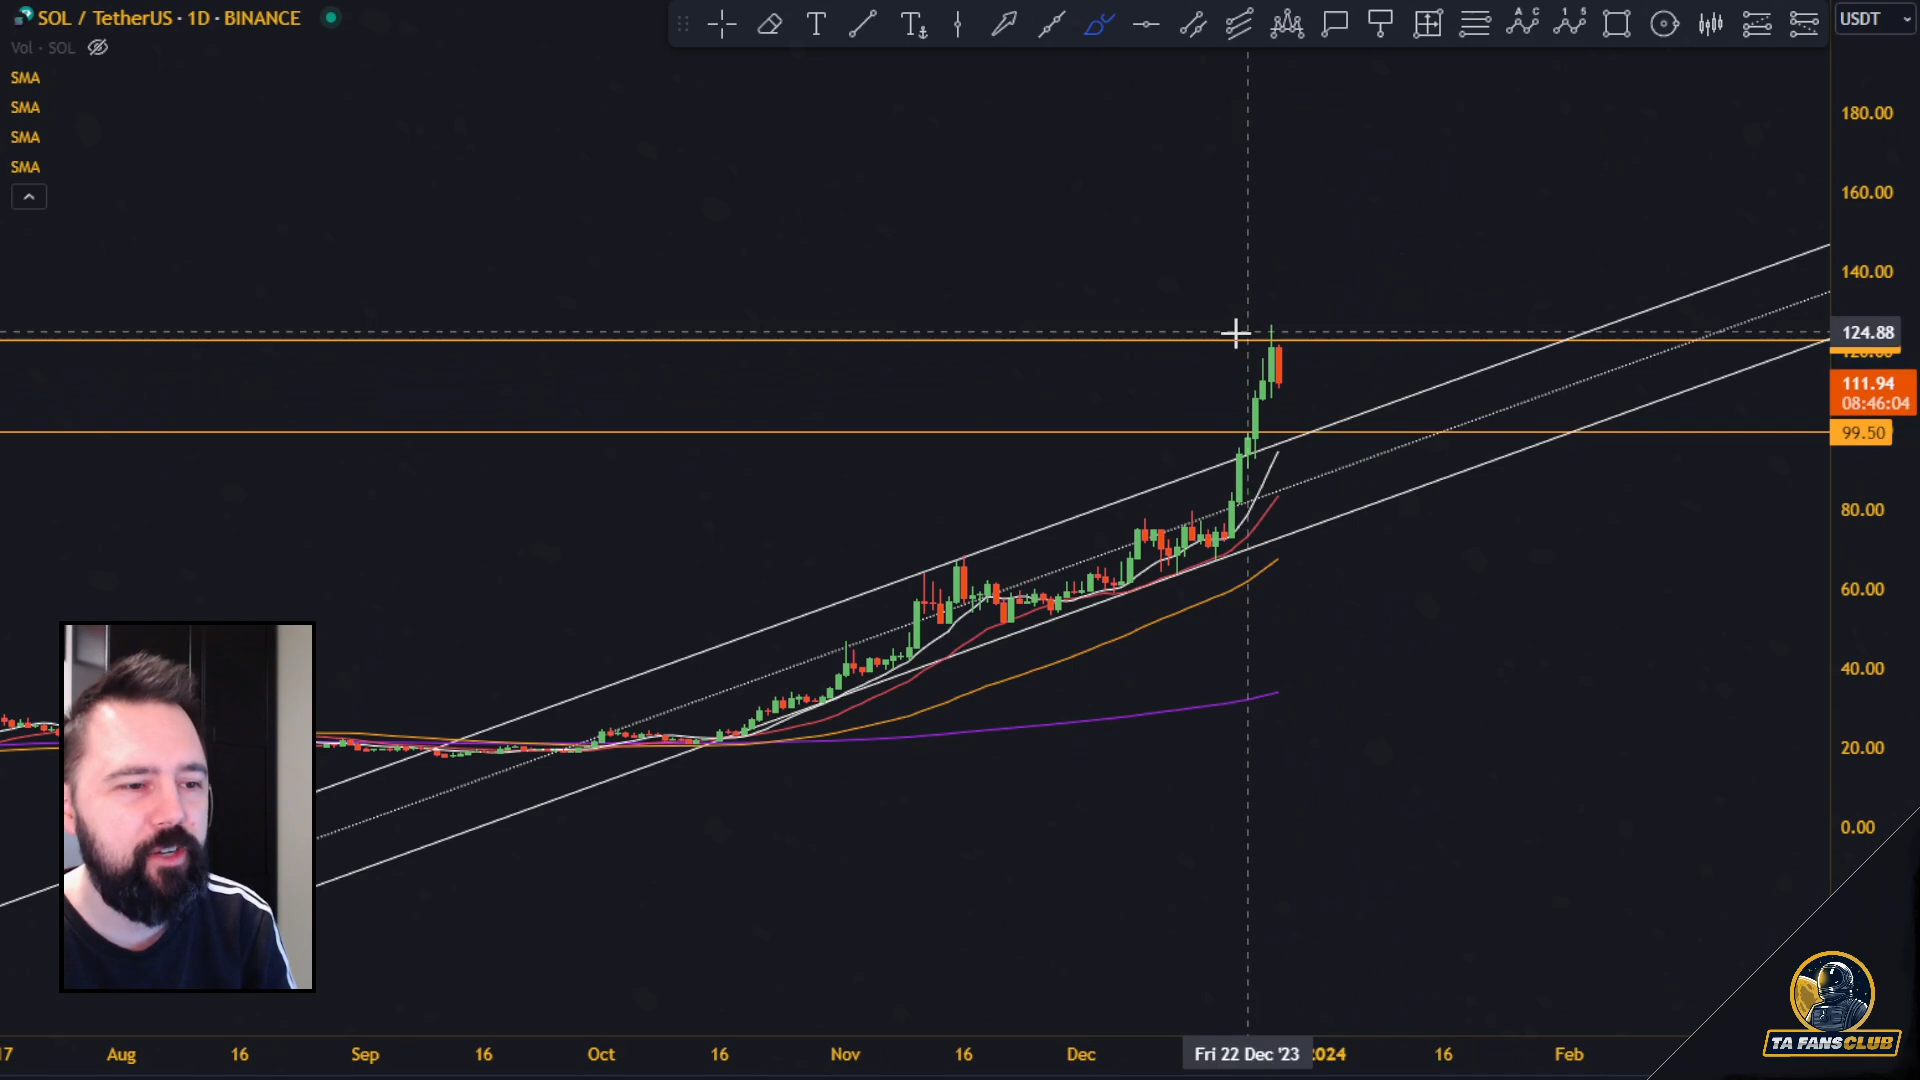 SOL / TetherUS · 1D · BINANCE
USDT
Vol · SOL
SMA
SMA
SMA
SMA
180.00
160.00
140.00
124.88
111.94
08:46:04
99.50
80.00
60.00
40.00
20.00
0.00
17
Aug
16
Sep
16
Oct
16
Nov
16
Dec
Fri 22 Dec '23
2024
16
Feb
TA FANSCLUB